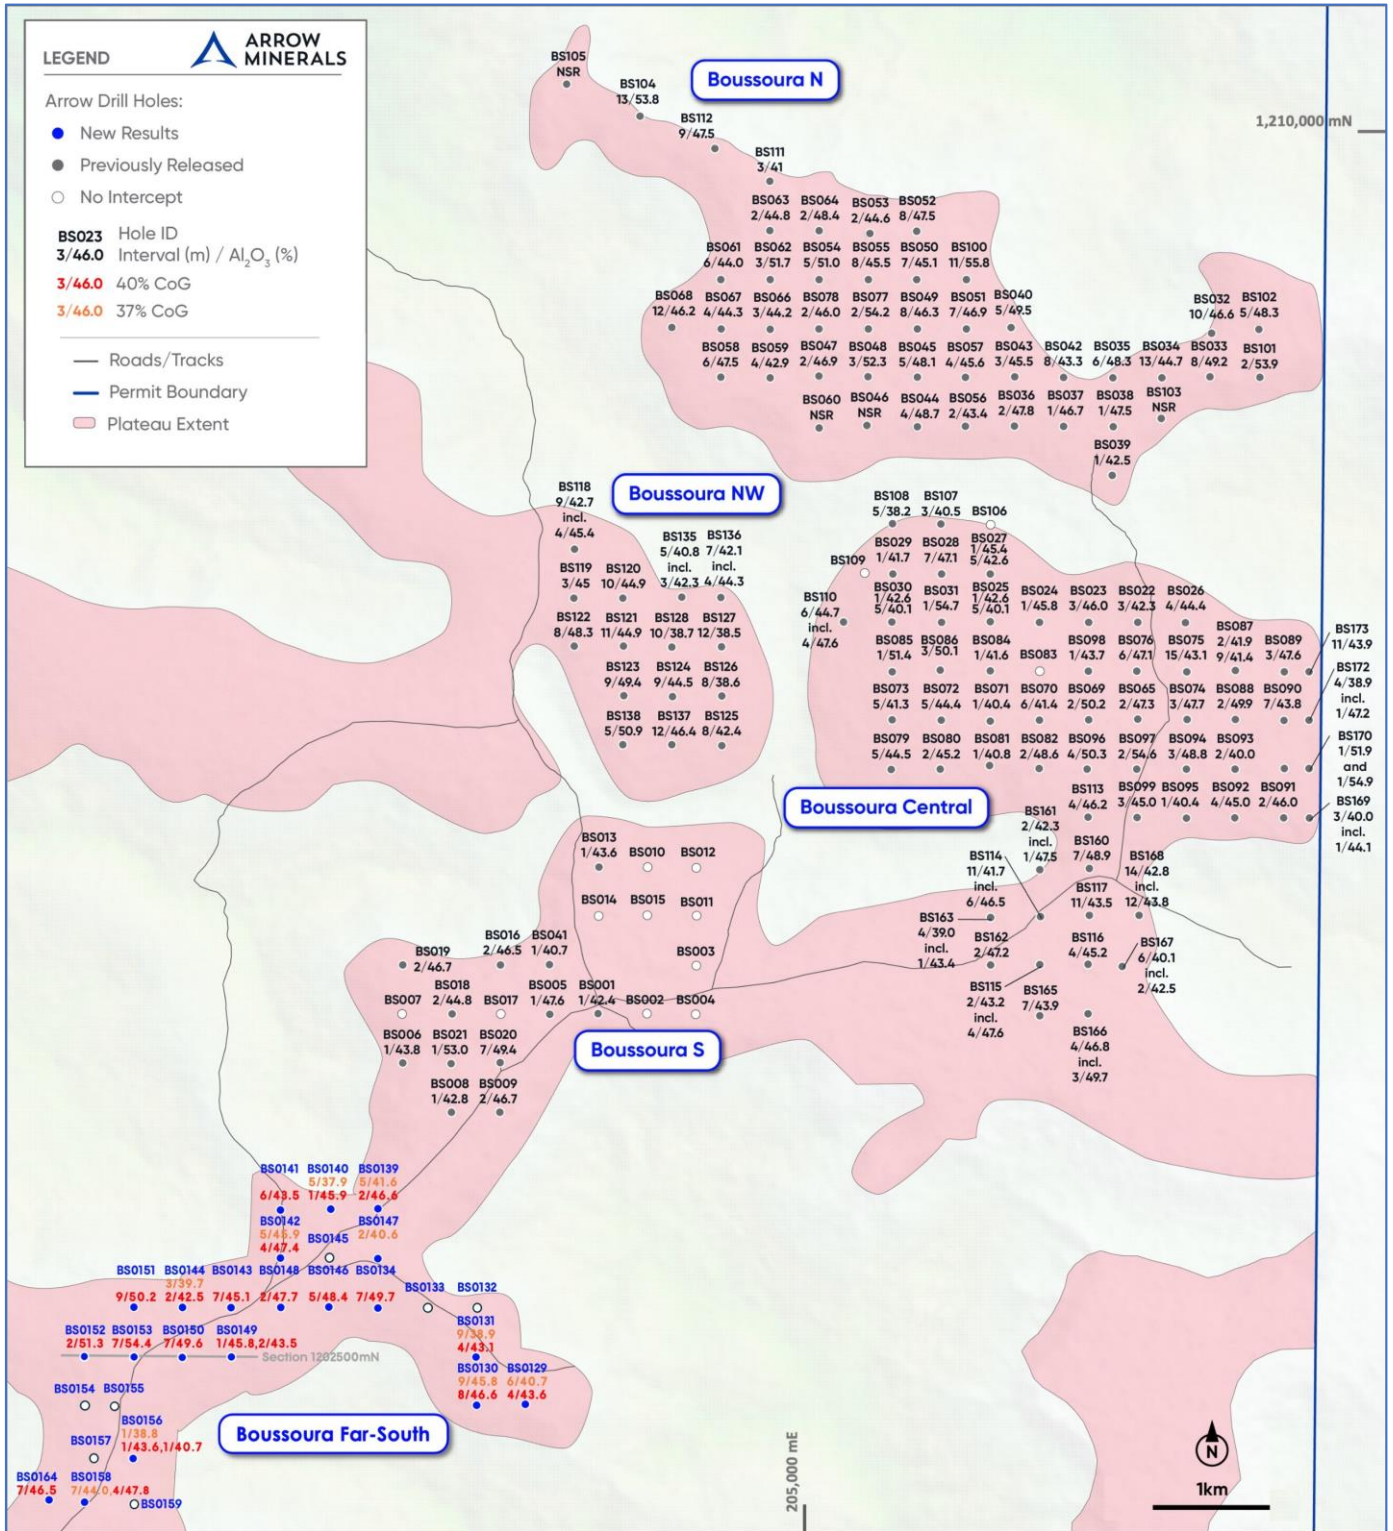 LEGEND
ARROW
MINERALS
Arrow Drill Holes:
New Results
Previously Released
No Intercept
BS023 Hole ID
3/46.0 Interval (m) / Al₂O₃ (%)
3/46.0 40% CoG
3/46.0 37% CoG
Roads/Tracks
Permit Boundary
Plateau Extent
Boussoura N
1,210,000 mN
BS105
NSR
BS104
13/53.8
BS112
9/47.5
BS111
3/41
BS063 BS064 BS053 BS052
2/44.8 2/48.4 2/44.6 8/47.5
BS061 BS062 BS054 BS055 BS050 BS100
6/44.0 3/51.7 5/51.0 8/45.5 7/45.1 11/55.8
BS068 BS067 BS066 BS078 BS077 BS049 BS051 BS040
12/46.2 4/44.3 3/44.2 2/46.0 2/54.2 8/46.3 7/46.9 5/49.5
BS032 BS102
10/46.6 5/48.3
BS058 BS059 BS047 BS048 BS045 BS057 BS043 BS042 BS035 BS034 BS033 BS101
6/47.5 4/42.9 2/46.9 3/52.3 5/48.1 4/45.6 3/45.5 8/43.3 6/48.3 13/44.7 8/49.2 2/53.9
BS060 BS046 BS044 BS056 BS036 BS037 BS038 BS103
NSR NSR 4/48.7 2/43.4 2/47.8 1/46.7 1/47.5 NSR
BS039
1/42.5
Boussoura NW
BS118
9/42.7
incl.
4/45.4
BS135 BS136
5/40.8 7/42.1
incl. incl.
3/42.3 4/44.3
BS119 BS120
3/45 10/44.9
BS122 BS121 BS128 BS127
8/48.3 11/44.9 10/38.7 12/38.5
BS123 BS124 BS126
9/49.4 9/44.5 8/38.6
BS138 BS137 BS125
5/50.9 12/46.4 8/42.4
BS108 BS107 BS106
5/38.2 3/40.5
BS109 BS029 BS028 BS027
1/41.7 7/47.1 1/45.4
5/42.6
BS110
6/44.7
incl.
4/47.6
BS030 BS031 BS025 BS024 BS023 BS022 BS026
1/42.6 1/54.7 1/42.6 1/45.8 3/46.0 3/42.3 4/44.4
5/40.1 5/40.1
BS085 BS086 BS084 BS083 BS098 BS076 BS075 BS087 BS089
1/51.4 3/50.1 1/41.6 1/43.7 6/47.1 15/43.1 2/41.9 3/47.6
9/41.4
BS173
11/43.9
BS172
4/38.9
incl.
1/47.2
BS073 BS072 BS071 BS070 BS069 BS065 BS074 BS088 BS090
5/41.3 5/44.4 1/40.4 6/41.4 2/50.2 2/47.3 3/47.7 2/49.9 7/43.8
BS170
1/51.9
and
1/54.9
BS079 BS080 BS081 BS082 BS096 BS097 BS094 BS093
5/44.5 2/45.2 1/40.8 2/48.6 4/50.3 2/54.6 3/48.8 2/40.0
BS113 BS099 BS095 BS092 BS091
4/46.2 3/45.0 1/40.4 4/45.0 2/46.0
BS169
3/40.0
incl.
1/44.1
Boussoura Central
BS161
2/42.3
incl.
1/47.5
BS160
7/48.9
BS114
11/41.7
incl.
6/46.5
BS168
14/42.8
incl.
12/43.8
BS117
11/43.5
BS163
4/39.0
incl.
1/43.4
BS162
2/47.2
BS116
4/45.2
BS167
6/40.1
incl.
2/42.5
BS115
2/43.2
incl.
4/47.6
BS165
7/43.9
BS166
4/46.8
incl.
3/49.7
BS013 BS010 BS012
1/43.6
BS014 BS015 BS011
BS003
BS019 BS016 BS041
2/46.7 2/46.5 1/40.7
BS007 BS018 BS017 BS005 BS001 BS002 BS004
2/44.8 1/47.6 1/42.4
BS006 BS021 BS020
1/43.8 1/53.0 7/49.4
BS008 BS009
1/42.8 2/46.7
Boussoura S
BS0141 BS0140 BS0139
5/37.9 5/41.6
6/43.5 1/45.9 2/46.6
BS0142 BS0145 BS0147
5/45.9 2/40.6
4/47.4
BS0151 BS0144 BS0143 BS0148 BS0146 BS0134
3/39.7
9/50.2 2/42.5 7/45.1 2/47.7 5/48.4 7/49.7
BS0133 BS0132
BS0131
9/38.9
4/43.1
BS0152 BS0153 BS0150 BS0149
2/51.3 7/54.4 7/49.6 1/45.8,2/43.5
Section 1202500mN
BS0130 BS0129
9/45.8 6/40.7
8/46.6 4/43.6
BS0154 BS0155
BS0156
1/38.8
1/43.6,1/40.7
BS0157
Boussoura Far-South
BS0164 BS0158
7/46.5 7/44.0,4/47.8
BS0159
205,000 mE
N
1km